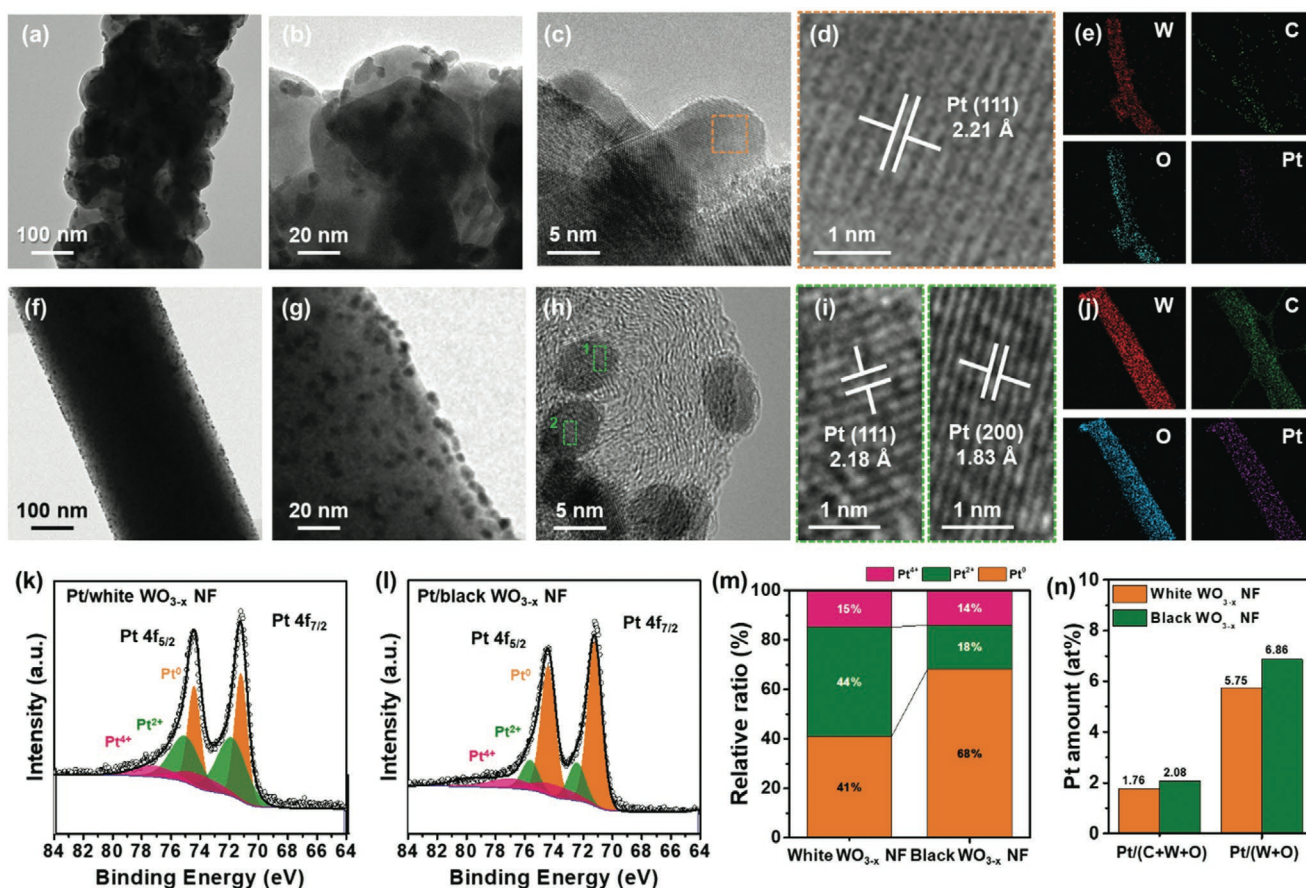 (a)
100 nm
(b)
20 nm
(c)
5 nm
(d)
Pt (111)
2.21 Å
1 nm
(e)
W
C
O
Pt
(f)
100 nm
(g)
20 nm
(h)
1
2
5 nm
(i)
Pt (111)
2.18 Å
1 nm
Pt (200)
1.83 Å
1 nm
(j)
W
C
O
Pt
(k)
Pt/white WO₃₋ₓ NF
Pt 4f₇/₂
Pt 4f₅/₂
Pt⁰
Pt²⁺
Pt⁴⁺
Intensity (a.u.)
84 82 80 78 76 74 72 70 68 66 64
Binding Energy (eV)
(l)
Pt/black WO₃₋ₓ NF
Pt 4f₇/₂
Pt 4f₅/₂
Pt⁰
Pt²⁺
Pt⁴⁺
Intensity (a.u.)
84 82 80 78 76 74 72 70 68 66 64
Binding Energy (eV)
(m)
Pt⁴⁺ Pt²⁺ Pt⁰
Relative ratio (%)
100
80
60
40
20
0
15%
44%
41%
14%
18%
68%
White WO₃₋ₓ NF Black WO₃₋ₓ NF
(n)
White WO₃₋ₓ NF
Black WO₃₋ₓ NF
Pt amount (at%)
10
8
6
4
2
0
1.76
2.08
5.75
6.86
Pt/(C+W+O) Pt/(W+O)